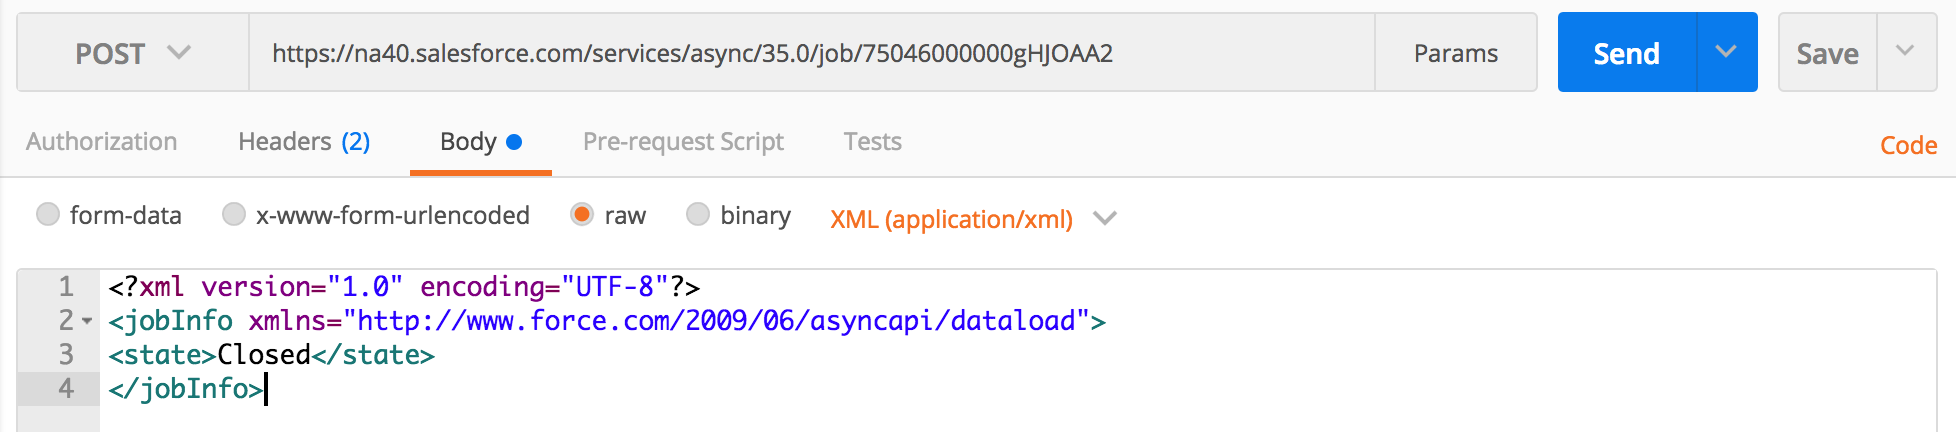 POST https://na40.salesforce.com/services/async/35.0/job/75046000000gHJOAA2 Params Send Save
Authorization Headers (2) Body Pre-request Script Tests Code
form-data x-www-form-urlencoded raw binary XML (application/xml)
1 <?xml version="1.0" encoding="UTF-8"?>
2 <jobInfo xmlns="http://www.force.com/2009/06/asyncapi/dataload">
3 <state>Closed</state>
4 </jobInfo>